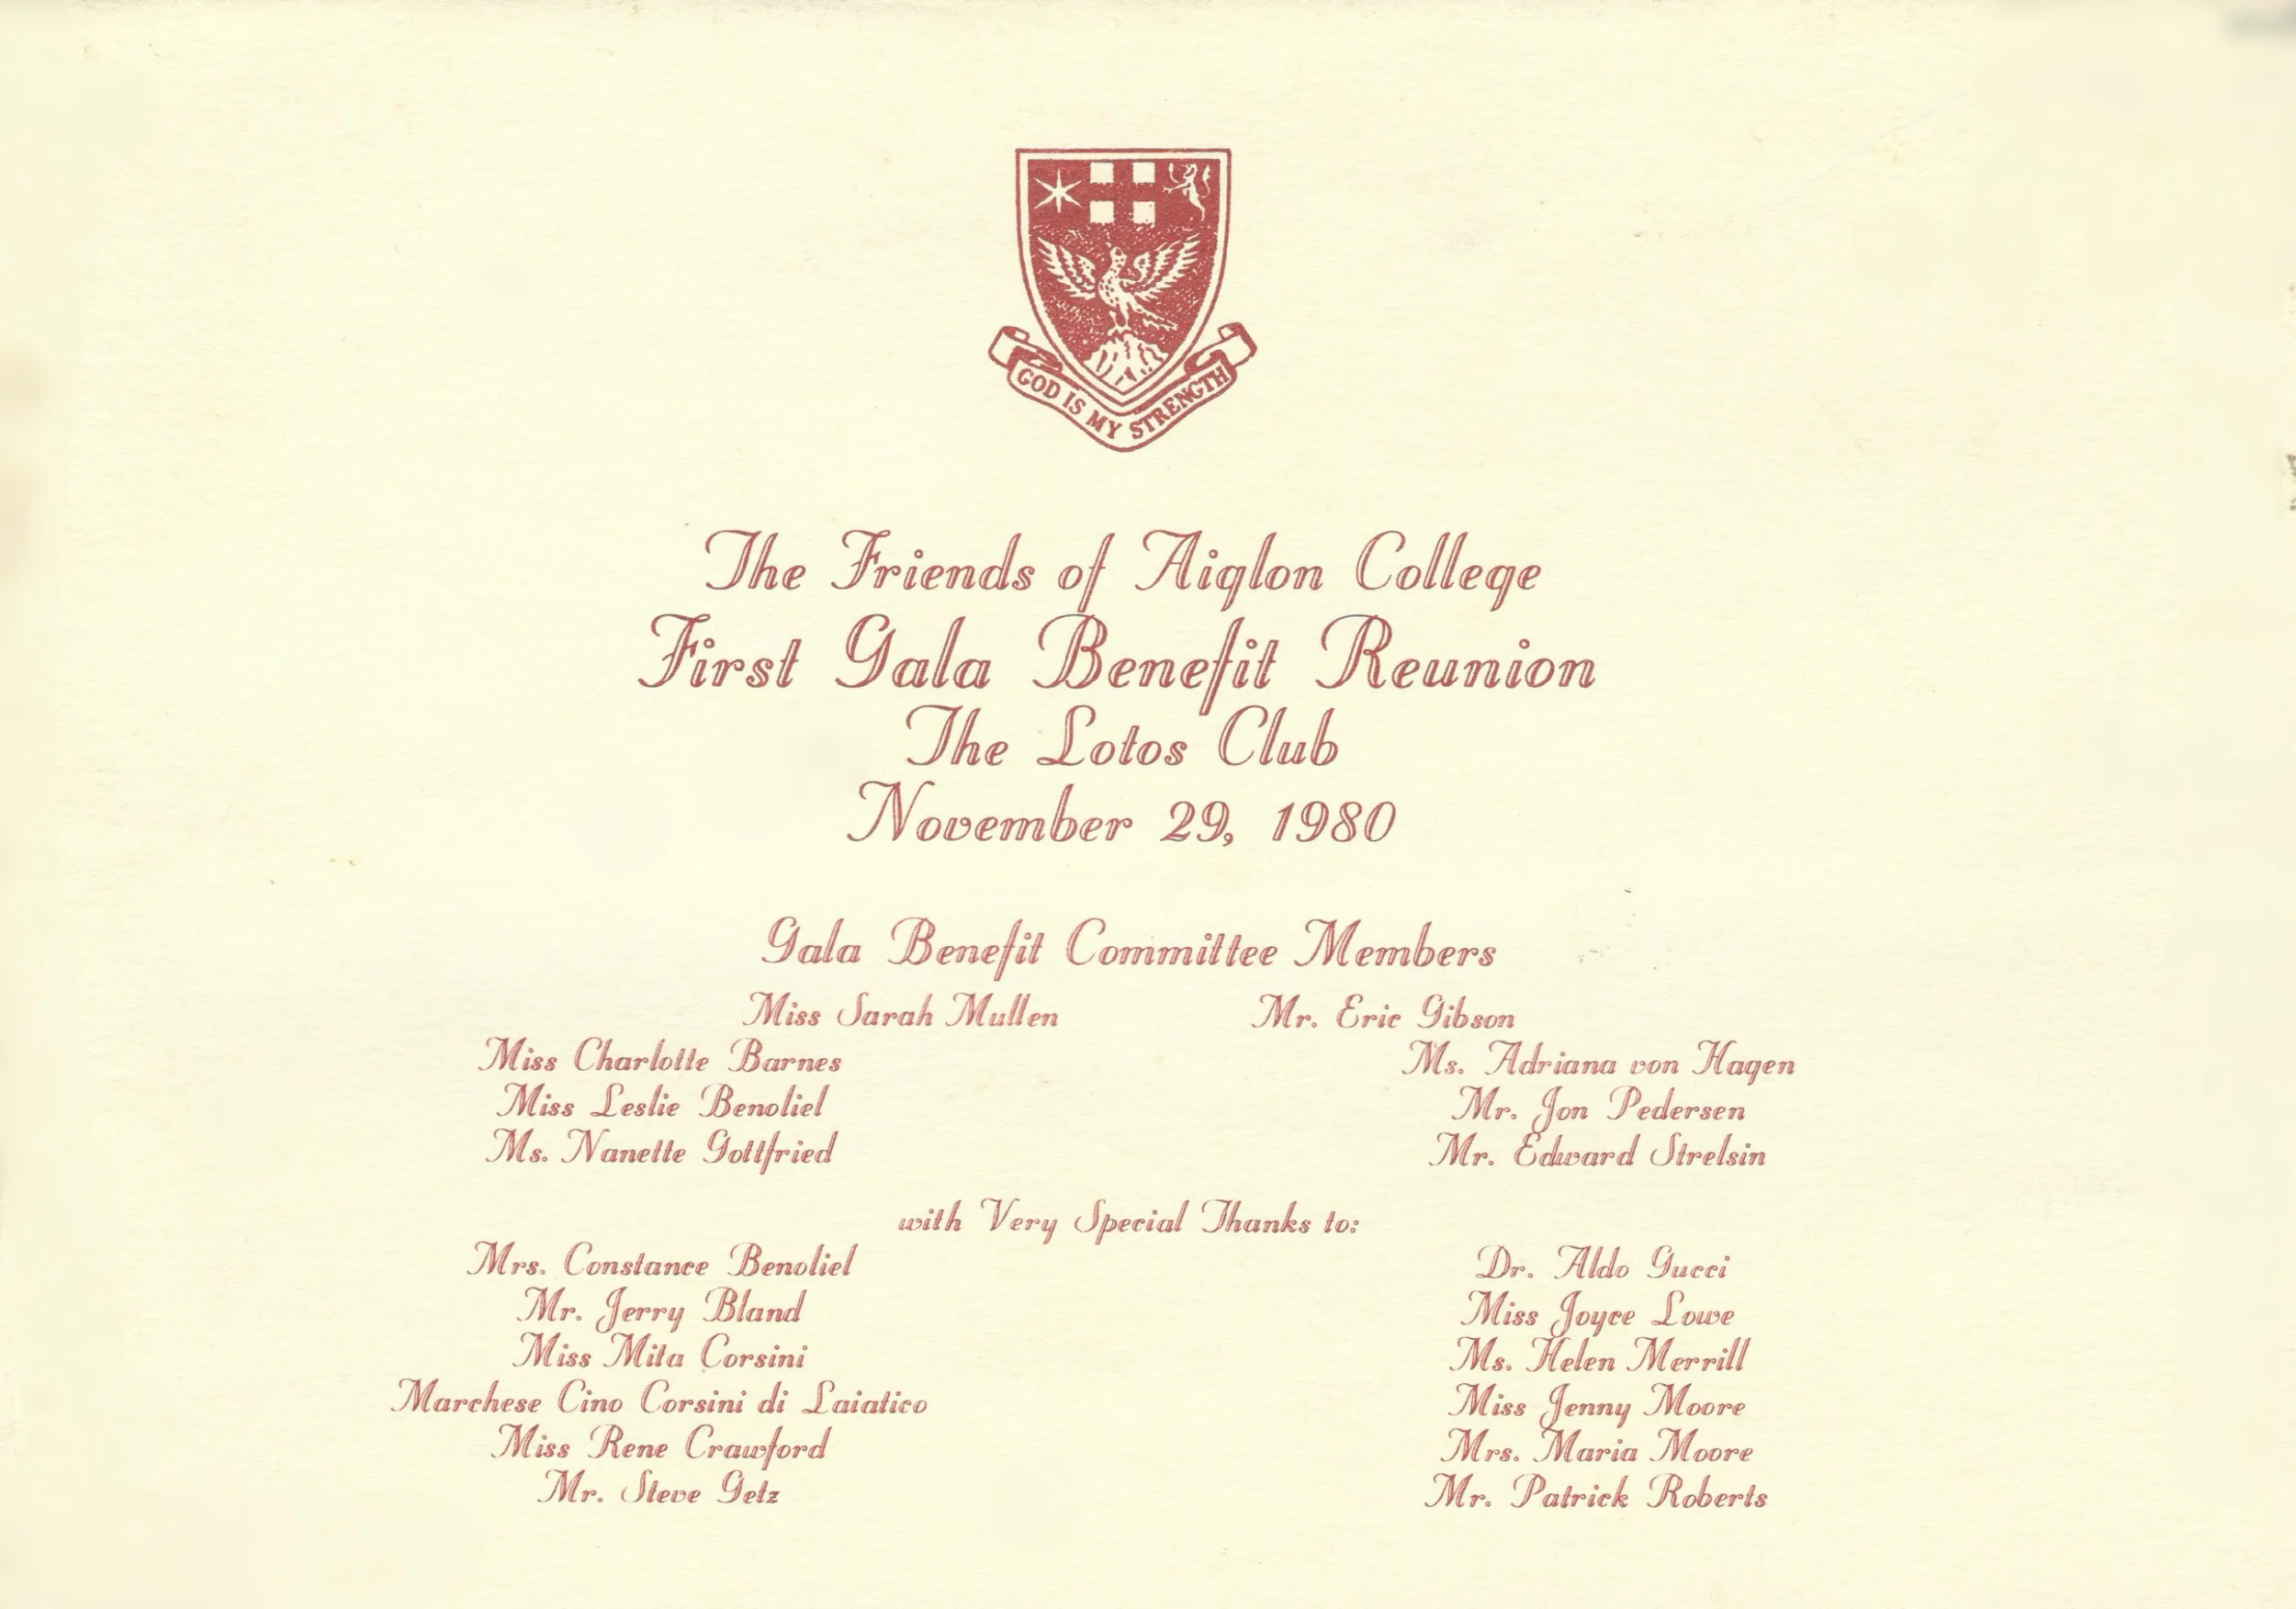 GOD IS MY STRENGTH
The Friends of Aiglon College
First Gala Benefit Reunion
The Lotos Club
November 29, 1980
Gala Benefit Committee Members
Miss Sarah Mullen Mr. Eric Gibson
Miss Charlotte Barnes Ms. Adriana von Hagen
Miss Leslie Benoliel Mr. Jon Pedersen
Ms. Nanette Gottfried Mr. Edward Strelsin
with Very Special Thanks to:
Mrs. Constance Benoliel Dr. Aldo Gucci
Mr. Jerry Bland Miss Joyce Lowe
Miss Mita Corsini Ms. Helen Merrill
Marchese Cino Corsini di Laiatico Miss Jenny Moore
Miss Rene Crawford Mrs. Maria Moore
Mr. Steve Getz Mr. Patrick Roberts